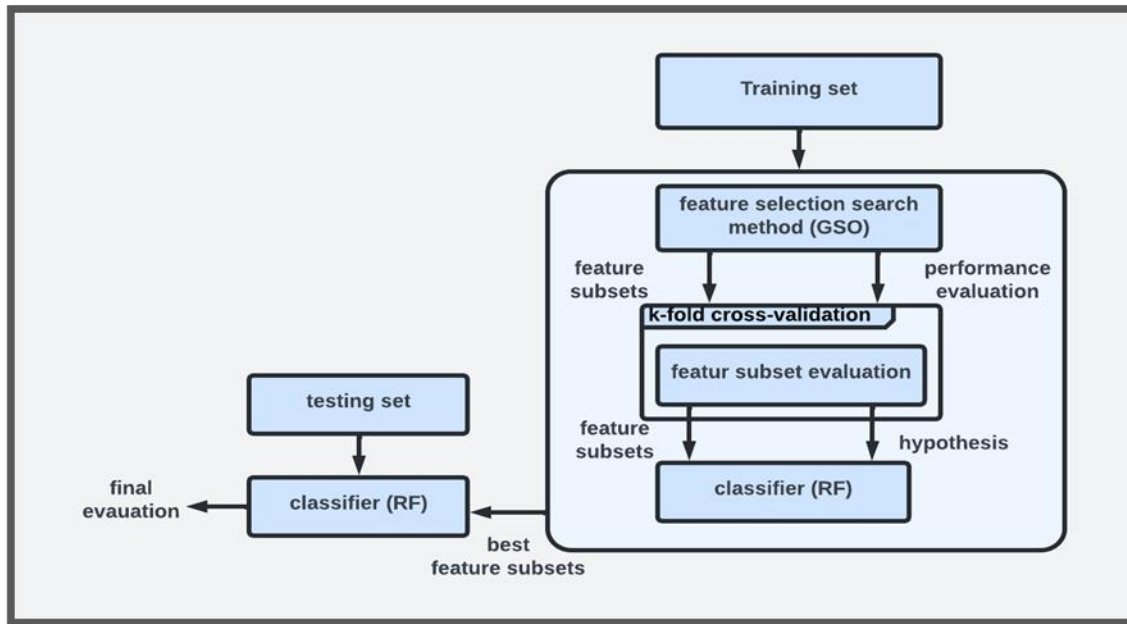 Training set
feature selection search
method (GSO)
feature
subsets
performance
evaluation
k-fold cross-validation
featur subset evaluation
feature
subsets
hypothesis
classifier (RF)
testing set
classifier (RF)
final
evauation
best
feature subsets